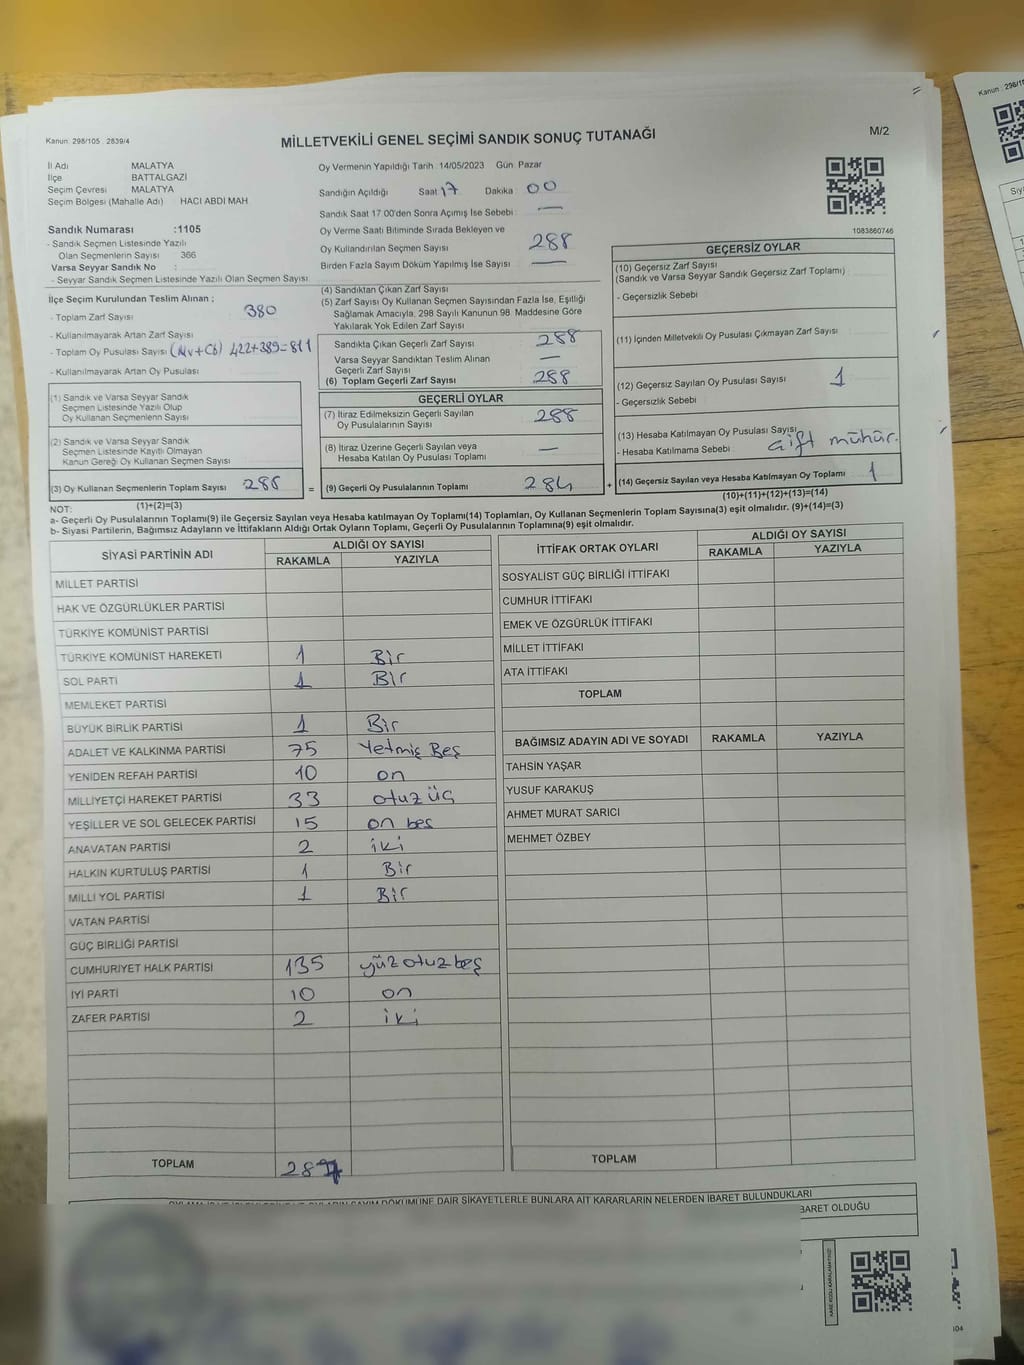 Kanun: 298/105 . 2839/4
MİLLETVEKİLİ GENEL SEÇİMİ SANDIK SONUÇ TUTANAĞI
M/2
İl Adı MALATYA
İlçe BATTALGAZİ
Seçim Çevresi MALATYA
Seçim Bölgesi (Mahalle Adı) HACI ABDİ MAH
Sandık Numarası :1105
- Sandık Seçmen Listesinde Yazılı
Olan Seçmenlerin Sayısı 366
Varsa Seyyar Sandık No :
- Seyyar Sandık Seçmen Listesinde Yazılı Olan Seçmen Sayısı:
Oy Vermenin Yapıldığı Tarih :14/05/2023 Gün: Pazar
Sandığın Açıldığı Saat 17 Dakika : 00
Sandık Saat 17.00'den Sonra Açımış İse Sebebi : —
Oy Verme Saati Bitiminde Sırada Bekleyen ve
Oy Kullandırılan Seçmen Sayısı : 288
Birden Fazla Sayım Döküm Yapılmış İse Sayısı : —
1083860746
İlçe Seçim Kurulundan Teslim Alınan ;
- Toplam Zarf Sayısı : 380
- Kullanılmayarak Artan Zarf Sayısı :
- Toplam Oy Pusulası Sayısı (Mv+Cb) 422+389=811
- Kullanılmayarak Artan Oy Pusulası :
(1) Sandık ve Varsa Seyyar Sandık
Seçmen Listesinde Yazılı Olup
Oy Kullanan Seçmenlerin Sayısı :
(2) Sandık ve Varsa Seyyar Sandık
Seçmen Listesinde Kayıtlı Olmayan
Kanun Gereği Oy Kullanan Seçmen Sayısı :
(3) Oy Kullanan Seçmenlerin Toplam Sayısı :
(1)+(2)=(3)
(4) Sandıktan Çıkan Zarf Sayısı :
(5) Zarf Sayısı Oy Kullanan Seçmen Sayısından Fazla İse, Eşitliği
Sağlamak Amacıyla, 298 Sayılı Kanunun 98. Maddesine Göre
Yakılarak Yok Edilen Zarf Sayısı :
Sandıkta Çıkan Geçerli Zarf Sayısı : 288
Varsa Seyyar Sandıktan Teslim Alınan
Geçerli Zarf Sayısı : —
(6) Toplam Geçerli Zarf Sayısı : 288
GEÇERLİ OYLAR
(7) İtiraz Edilmeksizin Geçerli Sayılan
Oy Pusulalarının Sayısı : 288
(8) İtiraz Üzerine Geçerli Sayılan veya
Hesaba Katılan Oy Pusulası Toplamı : —
= (9) Geçerli Oy Pusulalarının Toplamı :
GEÇERSİZ OYLAR
(10) Geçersiz Zarf Sayısı :
(Sandık ve Varsa Seyyar Sandık Geçersiz Zarf Toplamı)
- Geçersizlik Sebebi :
(11) İçinden Milletvekili Oy Pusulası Çıkmayan Zarf Sayısı :
(12) Geçersiz Sayılan Oy Pusulası Sayısı : 1
- Geçersizlik Sebebi :
(13) Hesaba Katılmayan Oy Pusulası Sayısı :
- Hesaba Katılmama Sebebi : çift mühür.
+ (14) Geçersiz Sayılan veya Hesaba Katılmayan Oy Toplamı : 1
(10)+(11)+(12)+(13)=(14)
NOT:
a- Geçerli Oy Pusulalarının Toplamı(9) ile Geçersiz Sayılan veya Hesaba katılmayan Oy Toplamı(14) Toplamları, Oy Kullanan Seçmenlerin Toplam Sayısına(3) eşit olmalıdır. (9)+(14)=(3)
b- Siyasi Partilerin, Bağımsız Adayların ve İttifakların Aldığı Ortak Oyların Toplamı, Geçerli Oy Pusulalarının Toplamına(9) eşit olmalıdır.
SİYASİ PARTİNİN ADI ALDIĞI OY SAYISI
RAKAMLA YAZIYLA
MİLLET PARTİSİ
HAK VE ÖZGÜRLÜKLER PARTİSİ
TÜRKİYE KOMÜNİST PARTİSİ
TÜRKİYE KOMÜNİST HAREKETİ 1 Bir
SOL PARTİ 1 Bir
MEMLEKET PARTİSİ
BÜYÜK BİRLİK PARTİSİ 1 Bir
ADALET VE KALKINMA PARTİSİ 75 Yetmiş Beş
YENİDEN REFAH PARTİSİ 10 on
MİLLİYETÇİ HAREKET PARTİSİ 33 otuz üç
YEŞİLLER VE SOL GELECEK PARTİSİ 15 on beş
ANAVATAN PARTİSİ 2 iki
HALKIN KURTULUŞ PARTİSİ 1 Bir
MİLLİ YOL PARTİSİ 1 Bir
VATAN PARTİSİ
GÜÇ BİRLİĞİ PARTİSİ
CUMHURİYET HALK PARTİSİ 135 yüz otuz beş
İYİ PARTİ 10 on
ZAFER PARTİSİ 2 iki
TOPLAM
İTTİFAK ORTAK OYLARI ALDIĞI OY SAYISI
RAKAMLA YAZIYLA
SOSYALİST GÜÇ BİRLİĞİ İTTİFAKI
CUMHUR İTTİFAKI
EMEK VE ÖZGÜRLÜK İTTİFAKI
MİLLET İTTİFAKI
ATA İTTİFAKI
TOPLAM
BAĞIMSIZ ADAYIN ADI VE SOYADI RAKAMLA YAZIYLA
TAHSİN YAŞAR
YUSUF KARAKUŞ
AHMET MURAT SARICI
MEHMET ÖZBEY
TOPLAM
DÖKÜMÜNE DAİR ŞİKAYETLERLE BUNLARA AİT KARARLARIN NELERDEN İBARET BULUNDUKLARI
BARET OLDUĞU
Kanun : 298/10